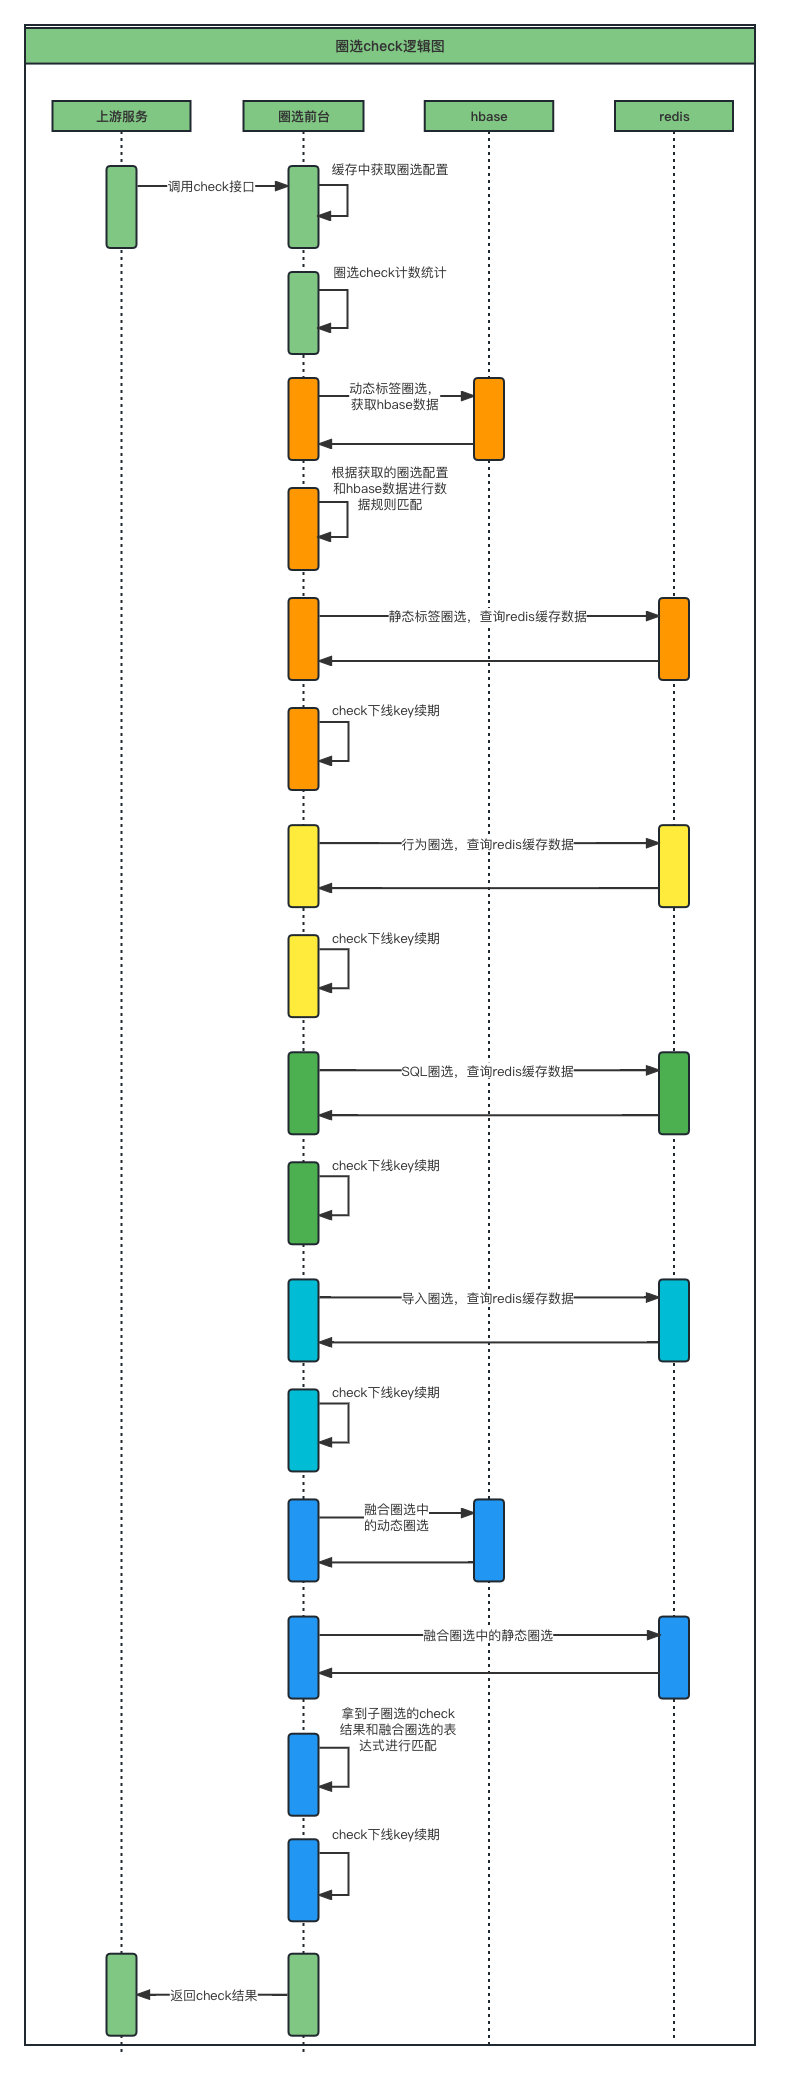 圈选check逻辑图
上游服务
圈选前台
hbase
redis
缓存中获取圈选配置
调用check接口
圈选check计数统计
动态标签圈选，
获取hbase数据
根据获取的圈选配置
和hbase数据进行数
据规则匹配
静态标签圈选，查询redis缓存数据
check下线key续期
行为圈选，查询redis缓存数据
check下线key续期
SQL圈选，查询redis缓存数据
check下线key续期
导入圈选，查询redis缓存数据
check下线key续期
融合圈选中
的动态圈选
融合圈选中的静态圈选
拿到子圈选的check
结果和融合圈选的表
达式进行匹配
check下线key续期
返回check结果